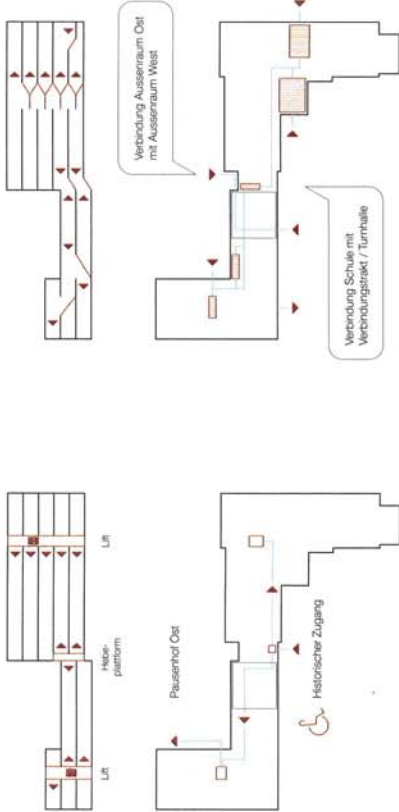 Verbindung Aussenraum Ost
mit Aussenraum West
Verbindung Schule mit
Verbindungstrakt / Turnhalle
Lift
Hebe-
plattform
Lift
Pausenhof Ost
Historischer Zugang